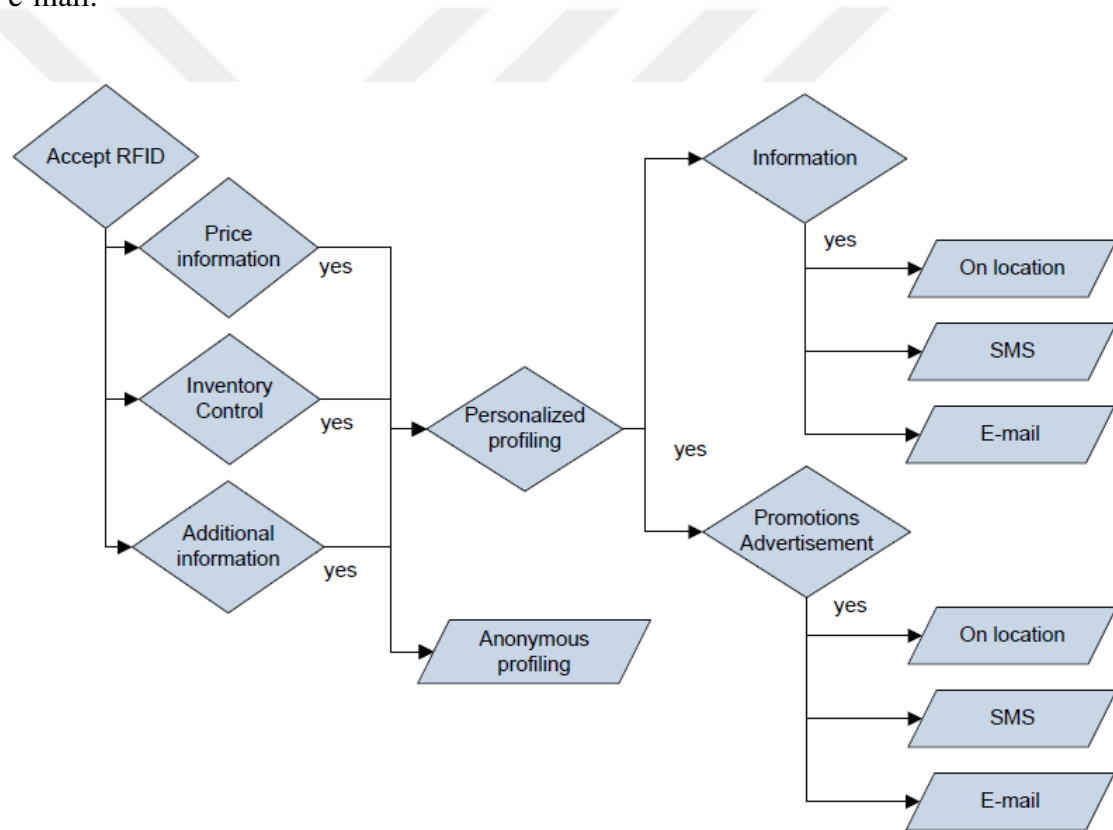 e-mail.
Accept RFID
Price
information
yes
Inventory
Control
yes
Additional
information
yes
Personalized
profiling
yes
Anonymous
profiling
Information
yes
On location
SMS
E-mail
Promotions
Advertisement
yes
On location
SMS
E-mail